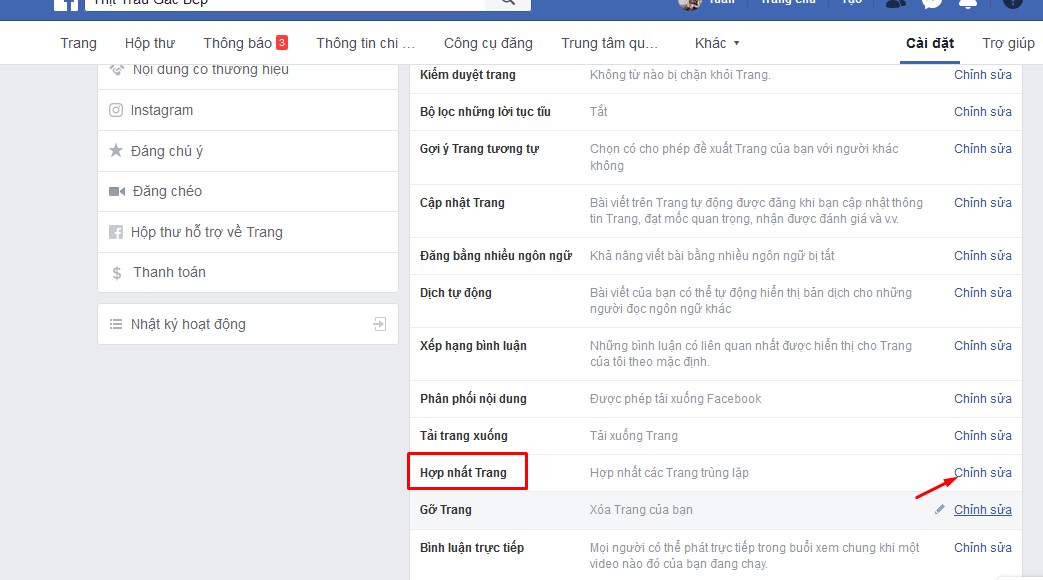 Thịt Trâu Gác Bếp
Tuấn Trang chủ Tạo
Trang Hộp thư Thông báo 3 Thông tin chi ... Công cụ đăng Trung tâm qu... Khác Cài đặt Trợ giúp
Nội dung có thương hiệu
Instagram
Đăng chú ý
Đăng chéo
Hộp thư hỗ trợ về Trang
$ Thanh toán
Nhật ký hoạt động
Kiểm duyệt trang Không từ nào bị chặn khỏi Trang. Chỉnh sửa
Bộ lọc những lời tục tĩu Tắt Chỉnh sửa
Gợi ý Trang tương tự Chọn có cho phép đề xuất Trang của bạn với người khác Chỉnh sửa
không
Cập nhật Trang Bài viết trên Trang tự động được đăng khi bạn cập nhật thông Chỉnh sửa
tin Trang, đạt mốc quan trọng, nhận được đánh giá và v.v.
Đăng bằng nhiều ngôn ngữ Khả năng viết bài bằng nhiều ngôn ngữ bị tắt Chỉnh sửa
Dịch tự động Bài viết của bạn có thể tự động hiển thị bản dịch cho những Chỉnh sửa
người đọc ngôn ngữ khác
Xếp hạng bình luận Những bình luận có liên quan nhất được hiển thị cho Trang Chỉnh sửa
của tôi theo mặc định.
Phân phối nội dung Được phép tải xuống Facebook Chỉnh sửa
Tải trang xuống Tải xuống Trang Chỉnh sửa
Hợp nhất Trang Hợp nhất các Trang trùng lặp Chỉnh sửa
Gỡ Trang Xóa Trang của bạn Chỉnh sửa
Bình luận trực tiếp Mọi người có thể phát trực tiếp trong buổi xem chung khi một Chỉnh sửa
video nào đó của bạn đang chạy.